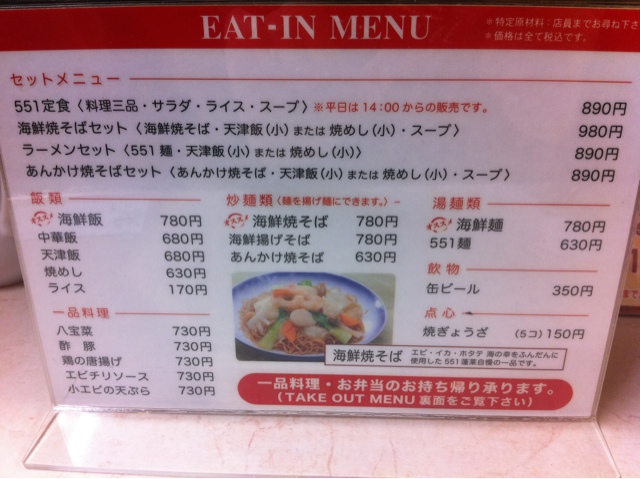 EAT-IN MENU
※特定原材料：店員までお尋ね下さ
※価格は全て税込です。
セットメニュー
551定食〈料理三品・サラダ・ライス・スープ〉※平日は14:00からの販売です。 890円
海鮮焼そばセット〈海鮮焼そば・天津飯(小)または焼めし(小)・スープ〉 980円
ラーメンセット〈551麺・天津飯(小)または焼めし(小)〉 890円
あんかけ焼そばセット〈あんかけ焼そば・天津飯(小)または焼めし(小)・スープ〉 890円
飯類
オススメ 海鮮飯 780円
中華飯 680円
天津飯 680円
焼めし 630円
ライス 170円
一品料理
八宝菜 730円
酢豚 730円
鶏の唐揚げ 730円
エビチリソース 730円
小エビの天ぷら 730円
炒麺類〈麺を揚げ麺にできます。〉
オススメ 海鮮焼そば 780円
海鮮揚げそば 780円
あんかけ焼そば 630円
湯麺類
オススメ 海鮮麺 780円
551麺 630円
飲物
缶ビール 350円
点心
焼ぎょうざ (5コ)150円
海鮮焼そば
エビ・イカ・ホタテ 海の幸をふんだんに
使用した551蓬莱自慢の一品です。
一品料理・お弁当のお持ち帰り承ります。
(TAKE OUT MENU 裏面をご覧下さい)